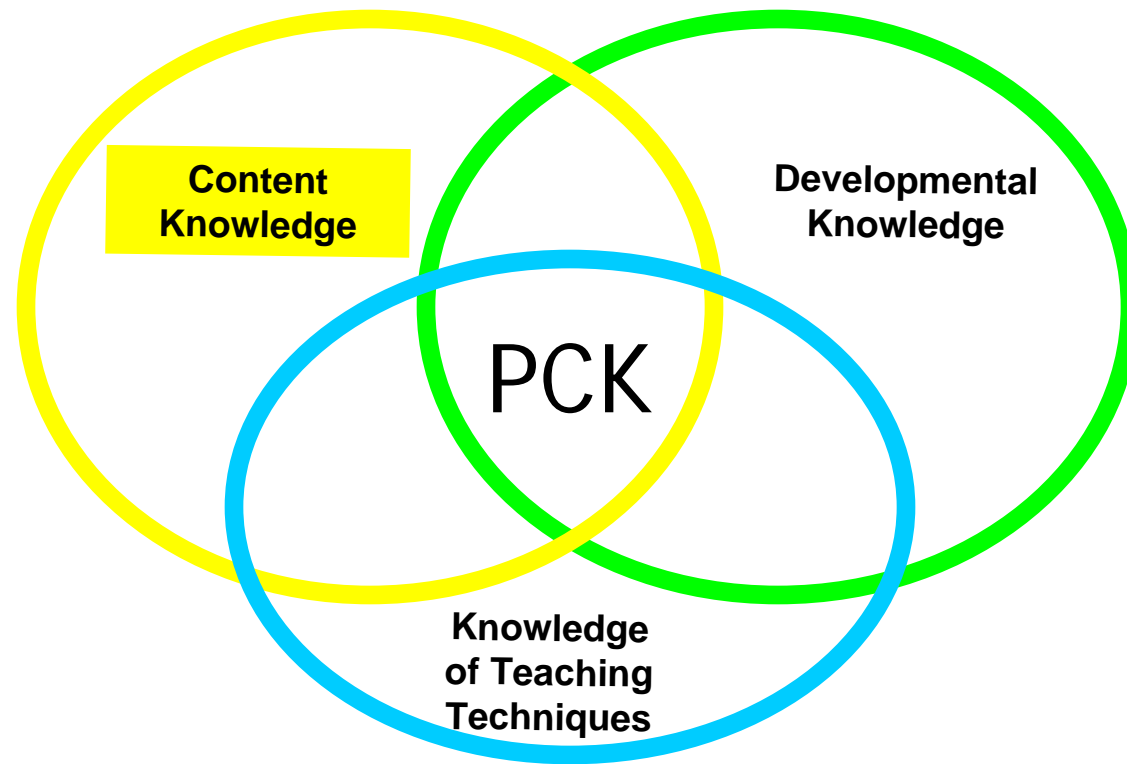 Content
Knowledge
Developmental
Knowledge
PCK
Knowledge
of Teaching
Techniques